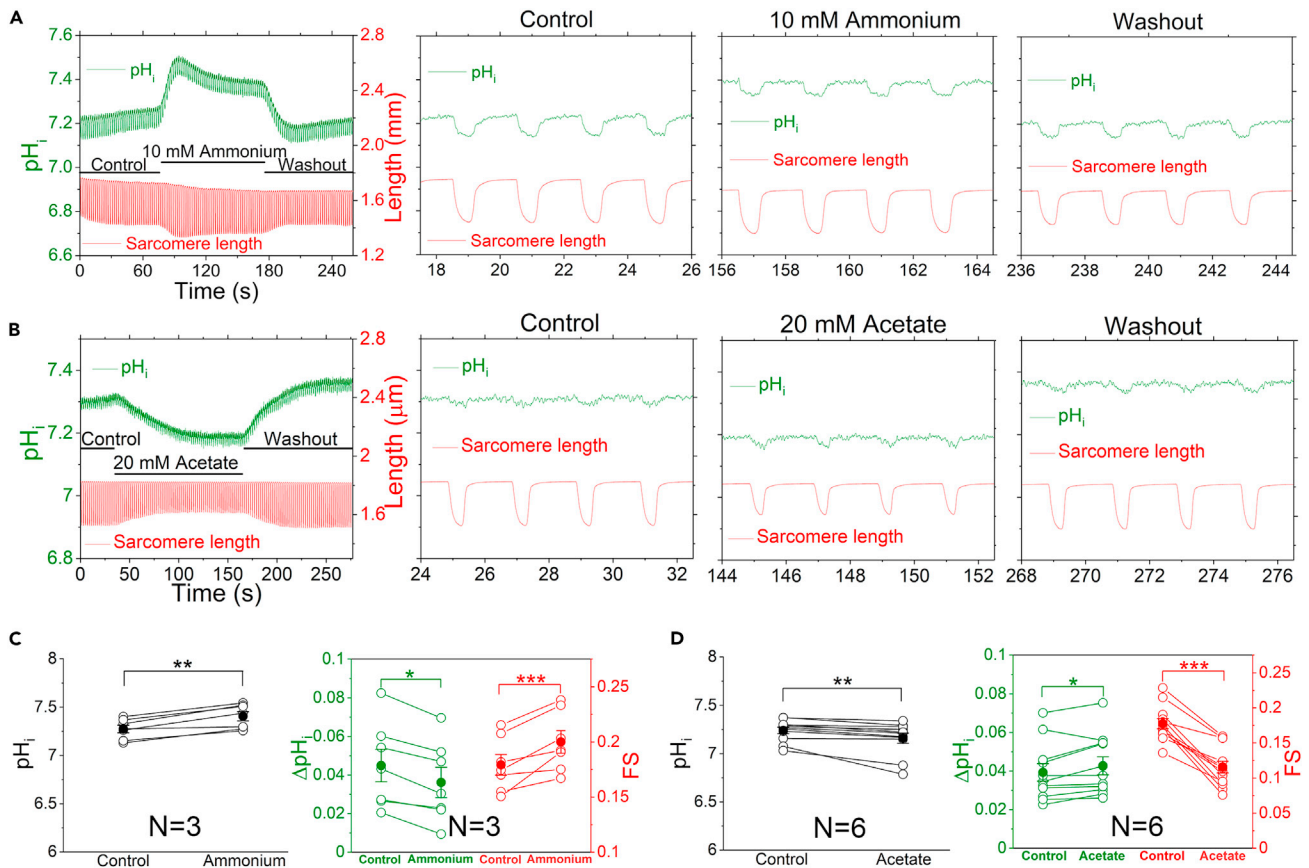 A
Control
10 mM Ammonium
Washout
pHi
7.4
7.2
7.0
6.8
6.6
pHi
10 mM Ammonium
Control
Washout
Sarcomere length
0 60 120 180 240
Time (s)
2.8
2.4
2.0
1.6
1.2
Length (mm)
pHi
Sarcomere length
18 20 22 24 26
pHi
Sarcomere length
156 158 160 162 164
pHi
Sarcomere length
236 238 240 242 244
B
Control
20 mM Acetate
Washout
pHi
7.4
7.2
7
6.8
pHi
Control
Washout
20 mM Acetate
Sarcomere length
0 50 100 150 200 250
Time (s)
2.8
2.4
2
1.6
Length (μm)
pHi
Sarcomere length
24 26 28 30 32
pHi
Sarcomere length
144 146 148 150 152
pHi
Sarcomere length
268 270 272 274 276
C
pHi
8
7.5
7
6.5
6
**
N=3
Control Ammonium
ΔpHi
0.1
0.08
0.06
0.04
0.02
0
*
***
N=3
Control Ammonium Control Ammonium
0.25
0.2
0.15
0.1
FS
D
pHi
8
7.5
7
6.5
6
**
N=6
Control Acetate
ΔpHi
0.1
0.08
0.06
0.04
0.02
0
*
***
N=6
Control Acetate Control Acetate
0.25
0.2
0.15
0.1
0.05
0
FS